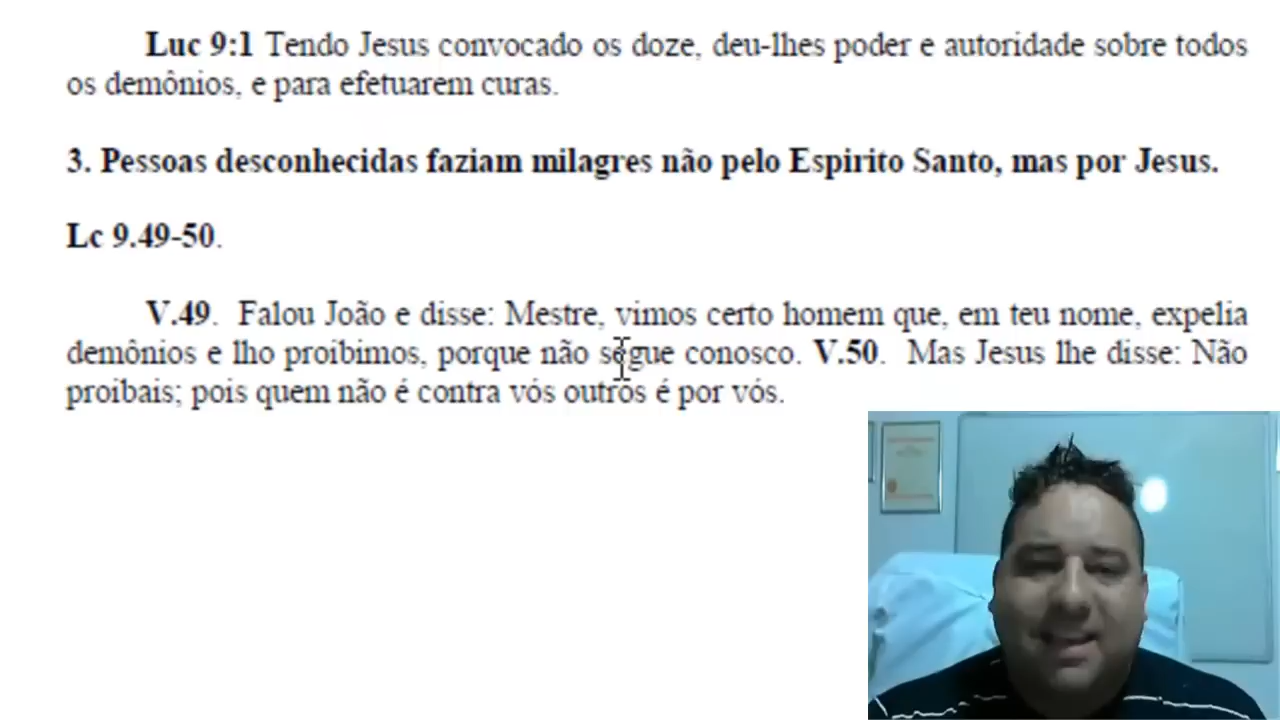 Luc 9:1 Tendo Jesus convocado os doze, deu-lhes poder e autoridade sobre todos
os demônios, e para efetuarem curas.
3. Pessoas desconhecidas faziam milagres não pelo Espirito Santo, mas por Jesus.
Lc 9.49-50.
V.49. Falou João e disse: Mestre, vimos certo homem que, em teu nome, expelia
demônios e lho proibimos, porque não segue conosco. V.50. Mas Jesus lhe disse: Não
proibais; pois quem não é contra vós outros é por vós.